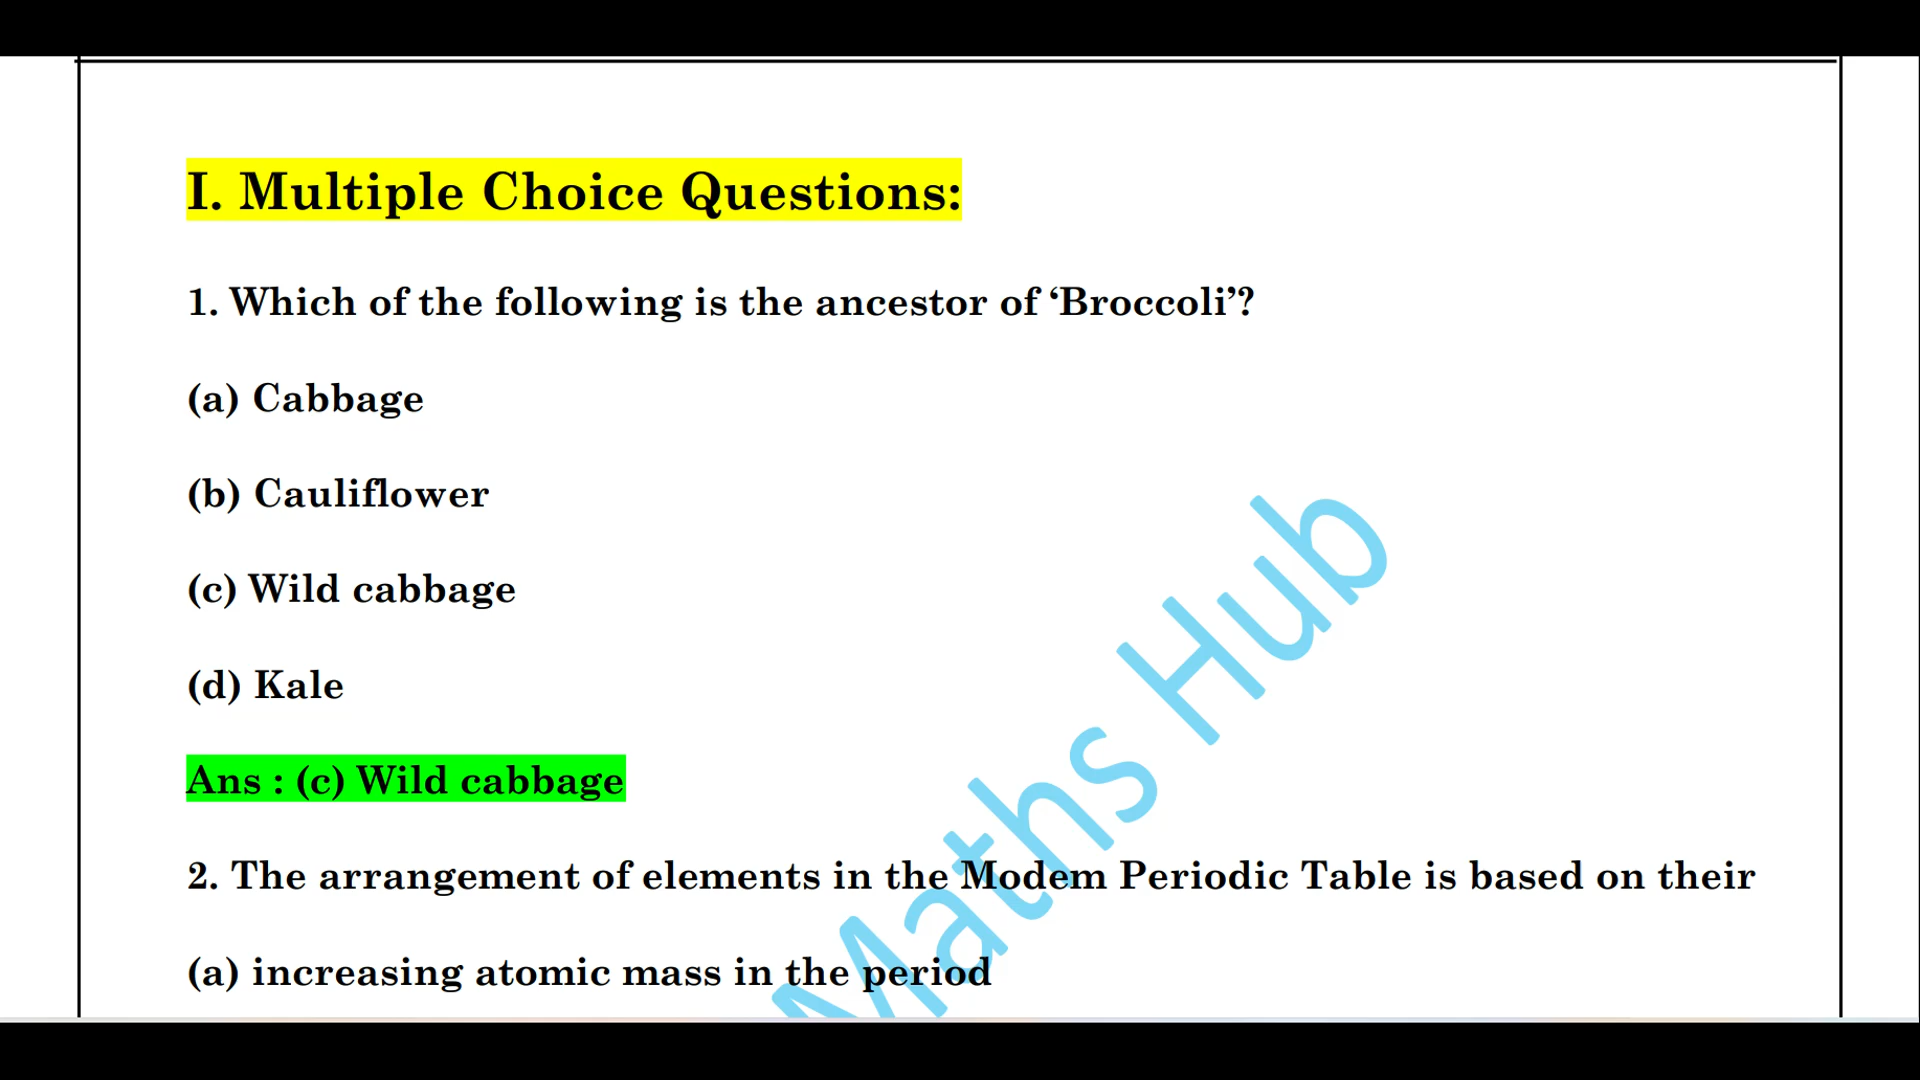 I. Multiple Choice Questions:
1. Which of the following is the ancestor of ‘Broccoli’?
(a) Cabbage
(b) Cauliflower
(c) Wild cabbage
(d) Kale
Ans : (c) Wild cabbage
2. The arrangement of elements in the Modem Periodic Table is based on their
(a) increasing atomic mass in the period
Maths Hub